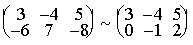 ( 3 −4 5 ) ~ ( 3 −4 5 )
( −6 7 −8 ) ( 0 −1 2 )